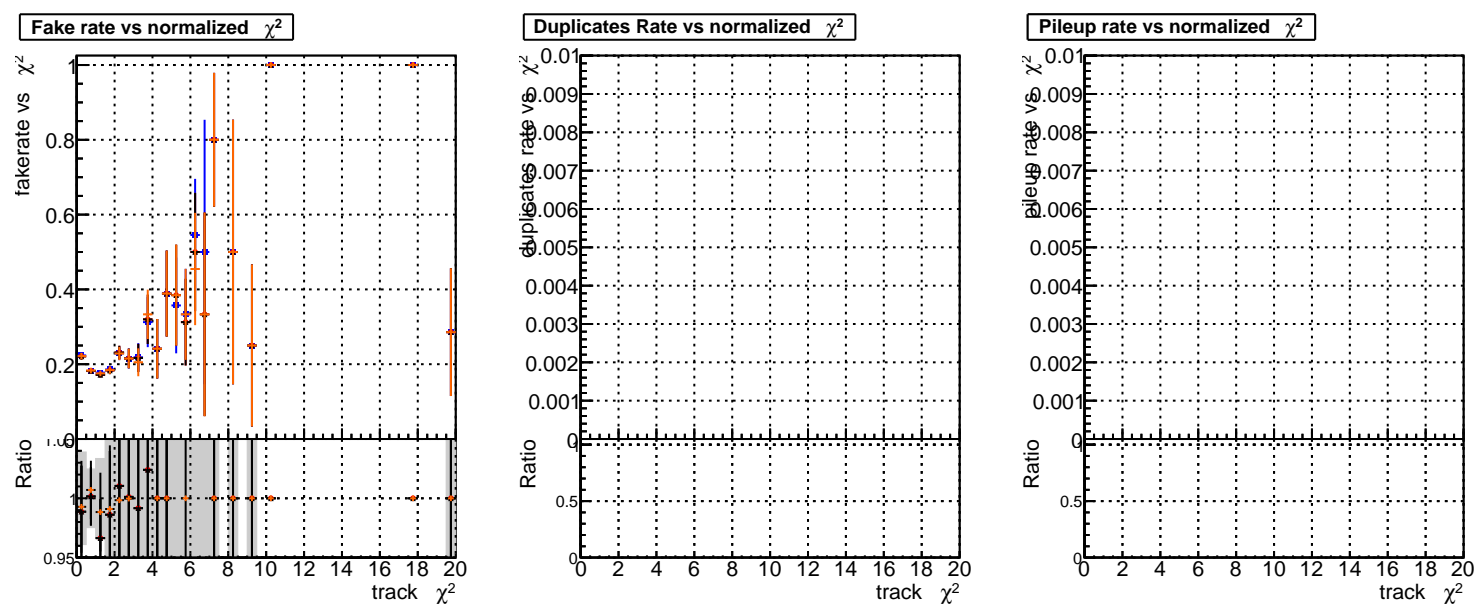 Fake rate vs normalized χ²
fakerate vs χ²
1
0.8
0.6
0.4
0.2
0
Ratio
1
0.95
0 2 4 6 8 10 12 14 16 18 20
track χ²
Duplicates Rate vs normalized χ²
duplicates rate vs χ²
0.01
0.009
0.008
0.007
0.006
0.005
0.004
0.003
0.002
0.001
0
Ratio
1
0.5
0
0 2 4 6 8 10 12 14 16 18 20
track χ²
Pileup rate vs normalized χ²
pileup rate vs χ²
0.01
0.009
0.008
0.007
0.006
0.005
0.004
0.003
0.002
0.001
0
Ratio
1
0.5
0
0 2 4 6 8 10 12 14 16 18 20
track χ²